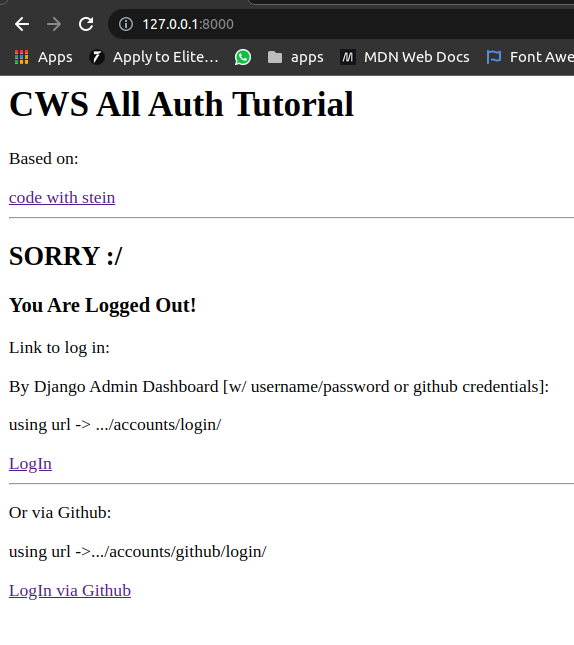 127.0.0.1:8000
Apps Apply to Elite… apps MDN Web Docs Font Awe
CWS All Auth Tutorial
Based on:
code with stein
SORRY :/
You Are Logged Out!
Link to log in:
By Django Admin Dashboard [w/ username/password or github credentials]:
using url -> .../accounts/login/
LogIn
Or via Github:
using url ->.../accounts/github/login/
LogIn via Github